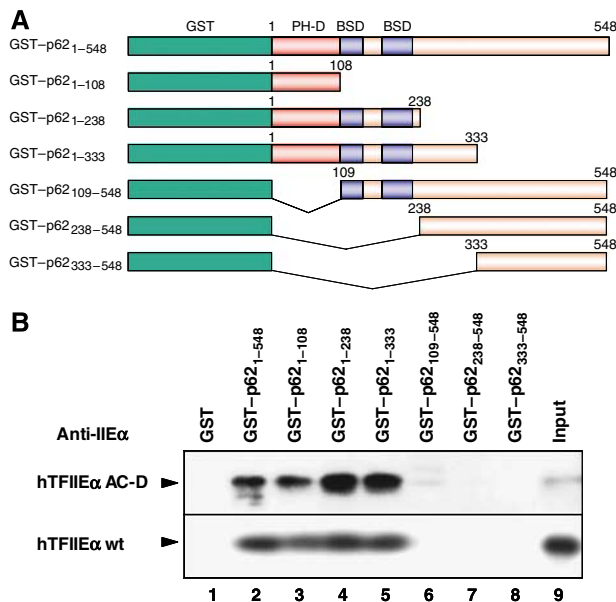 A
GST 1 PH-D BSD BSD 548
GST–p62₁₋₅₄₈
1 108
GST–p62₁₋₁₀₈
1 238
GST–p62₁₋₂₃₈
1 333
GST–p62₁₋₃₃₃
109 548
GST–p62₁₀₉₋₅₄₈
238 548
GST–p62₂₃₈₋₅₄₈
333 548
GST–p62₃₃₃₋₅₄₈
B
Anti-IIEα
GST
GST–p62₁₋₅₄₈
GST–p62₁₋₁₀₈
GST–p62₁₋₂₃₈
GST–p62₁₋₃₃₃
GST–p62₁₀₉₋₅₄₈
GST–p62₂₃₈₋₅₄₈
GST–p62₃₃₃₋₅₄₈
Input
hTFIIEα AC-D
hTFIIEα wt
1 2 3 4 5 6 7 8 9